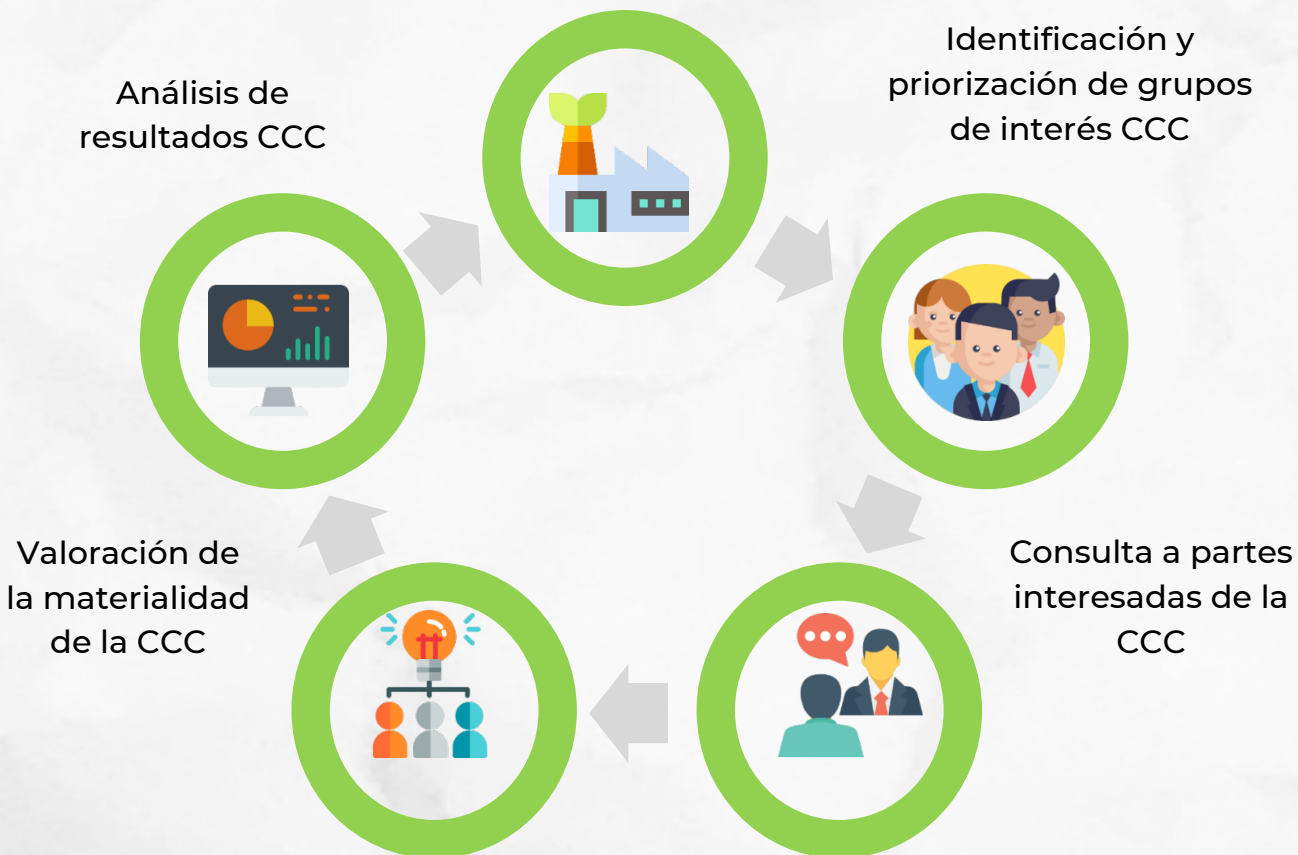 Análisis de
resultados CCC
Identificación y
priorización de grupos
de interés CCC
Valoración de
la materialidad
de la CCC
Consulta a partes
interesadas de la
CCC